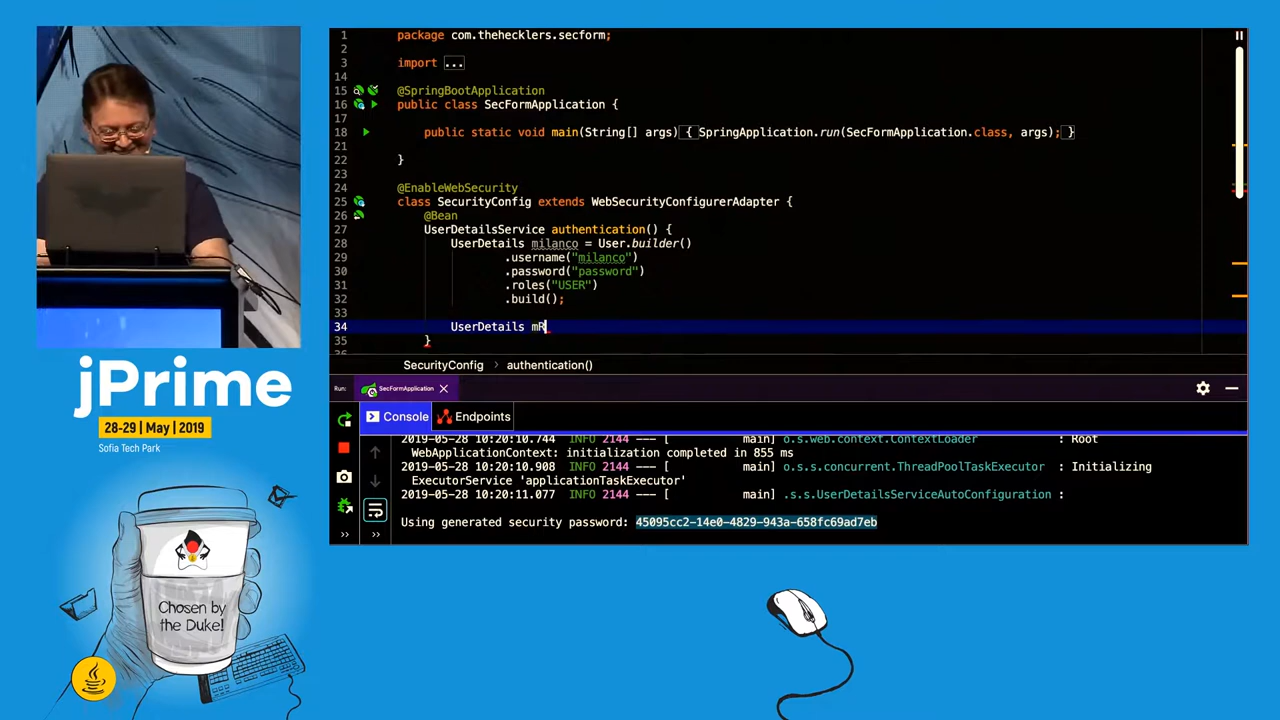 1 package com.thehecklers.secform;
2
3 import ...
14
15 @SpringBootApplication
16 public class SecFormApplication {
17
18 public static void main(String[] args) { SpringApplication.run(SecFormApplication.class, args); }
21
22 }
23
24 @EnableWebSecurity
25 class SecurityConfig extends WebSecurityConfigurerAdapter {
26 @Bean
27 UserDetailsService authentication() {
28 UserDetails milanco = User.builder()
29 .username("milanco")
30 .password("password")
31 .roles("USER")
32 .build();
33
34 UserDetails mR
35 }
SecurityConfig > authentication()
Run: SecFormApplication
Console Endpoints
2019-05-28 10:20:10.744 INFO 2144 --- [ main] o.s.web.context.ContextLoader : Root
WebApplicationContext: initialization completed in 855 ms
2019-05-28 10:20:10.908 INFO 2144 --- [ main] o.s.s.concurrent.ThreadPoolTaskExecutor : Initializing
ExecutorService 'applicationTaskExecutor'
2019-05-28 10:20:11.077 INFO 2144 --- [ main] .s.s.UserDetailsServiceAutoConfiguration :
Using generated security password: 45095cc2-14e0-4829-943a-658fc69ad7eb
jPrime
28-29 | May | 2019
Sofia Tech Park
Chosen by
the Duke!